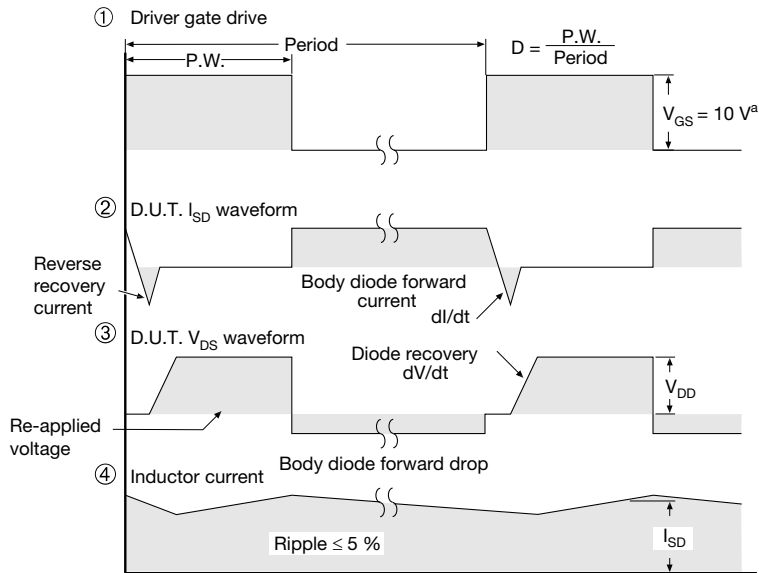 ① Driver gate drive
P.W.
Period
D = P.W.
Period
V_GS = 10 V^a
② D.U.T. I_SD waveform
Reverse
recovery
current
Body diode forward
current
dI/dt
③ D.U.T. V_DS waveform
Diode recovery
dV/dt
V_DD
Re-applied
voltage
Body diode forward drop
④ Inductor current
Ripple ≤ 5 %
I_SD